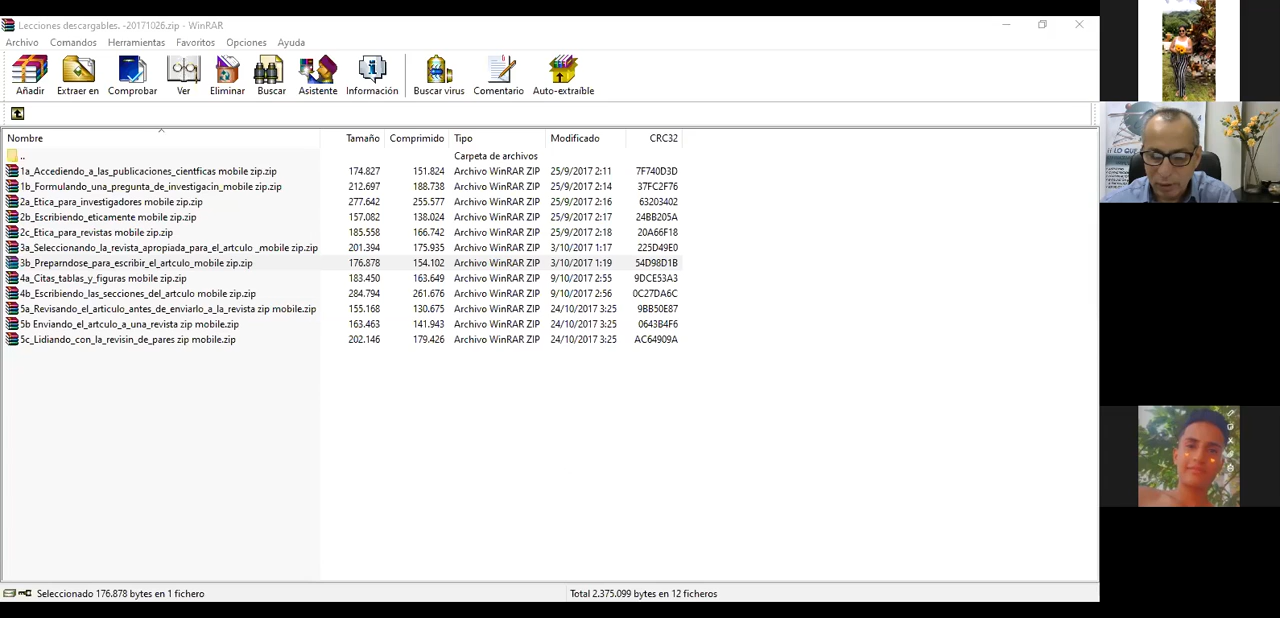 Lecciones descargables. -20171026.zip - WinRAR
Archivo Comandos Herramientas Favoritos Opciones Ayuda
Añadir Extraer en Comprobar Ver Eliminar Buscar Asistente Información Buscar virus Comentario Auto-extraíble
Nombre Tamaño Comprimido Tipo Modificado CRC32
.. Carpeta de archivos
1a_Accediendo_a_las_publicaciones_cientficas mobile zip.zip 174.827 151.824 Archivo WinRAR ZIP 25/9/2017 2:11 7F740D3D
1b_Formulando_una_pregunta_de_investigacin_mobile zip.zip 212.697 188.738 Archivo WinRAR ZIP 25/9/2017 2:14 37FC2F76
2a_Etica_para_investigadores mobile zip.zip 277.642 255.577 Archivo WinRAR ZIP 25/9/2017 2:16 63203402
2b_Escribiendo_eticamente mobile zip.zip 157.082 138.024 Archivo WinRAR ZIP 25/9/2017 2:17 24BB205A
2c_Etica_para_revistas mobile zip.zip 185.558 166.742 Archivo WinRAR ZIP 25/9/2017 2:18 20A66F18
3a_Seleccionando_la_revista_apropiada_para_el_artculo _mobile zip.zip 201.394 175.935 Archivo WinRAR ZIP 3/10/2017 1:17 225D49E0
3b_Preparndose_para_escribir_el_artculo_mobile zip.zip 176.878 154.102 Archivo WinRAR ZIP 3/10/2017 1:19 54D98D1B
4a_Citas_tablas_y_figuras mobile zip.zip 183.450 163.649 Archivo WinRAR ZIP 9/10/2017 2:55 9DCE53A3
4b_Escribiendo_las_secciones_del_artculo mobile zip.zip 284.794 261.676 Archivo WinRAR ZIP 9/10/2017 2:56 0C27DA6C
5a_Revisando_el_articulo_antes_de_enviarlo_a_la_revista zip mobile.zip 155.168 130.675 Archivo WinRAR ZIP 24/10/2017 3:25 9BB50E87
5b Enviando_el_artculo_a_una_revista zip mobile.zip 163.463 141.943 Archivo WinRAR ZIP 24/10/2017 3:25 0643B4F6
5c_Lidiando_con_la_revisin_de_pares zip mobile.zip 202.146 179.426 Archivo WinRAR ZIP 24/10/2017 3:25 AC64909A
Seleccionado 176.878 bytes en 1 fichero Total 2.375.099 bytes en 12 ficheros
¡¡ LO QUE